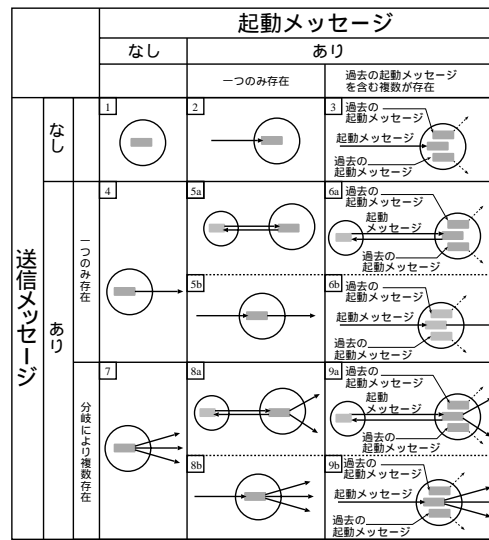 起動メッセージ
なし
あり
一つのみ存在
過去の起動メッセージ
を含む複数が存在
送信メッセージ
なし
1
2
3
過去の
起動メッセージ
起動メッセージ
過去の
起動メッセージ
あり
一つのみ存在
4
5a
6a
過去の
起動メッセージ
起動
メッセージ
過去の
起動メッセージ
5b
6b
過去の
起動メッセージ
起動メッセージ
過去の
起動メッセージ
分岐により複数存在
7
8a
9a
過去の
起動メッセージ
起動
メッセージ
過去の
起動メッセージ
8b
9b
過去の
起動メッセージ
起動メッセージ
過去の
起動メッセージ